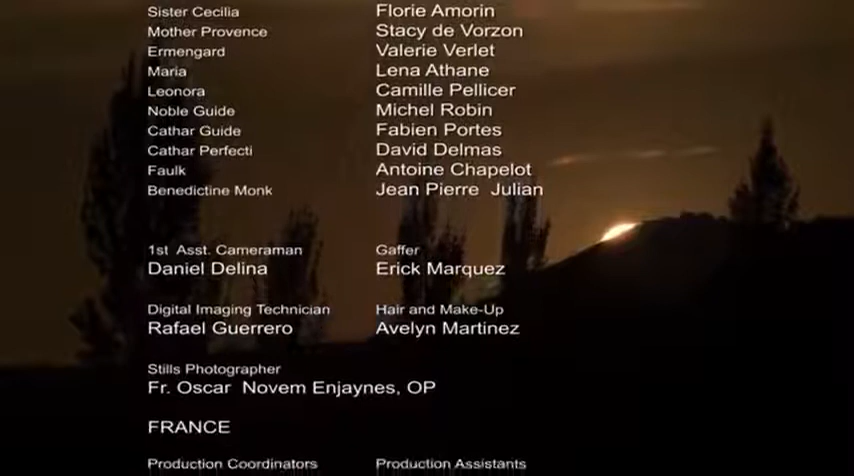 Sister Cecilia Florie Amorin
Mother Provence Stacy de Vorzon
Ermengard Valerie Verlet
Maria Lena Athane
Leonora Camille Pellicer
Noble Guide Michel Robin
Cathar Guide Fabien Portes
Cathar Perfecti David Delmas
Faulk Antoine Chapelot
Benedictine Monk Jean Pierre Julian
1st Asst. Cameraman Gaffer
Daniel Delina Erick Marquez
Digital Imaging Technician Hair and Make-Up
Rafael Guerrero Avelyn Martinez
Stills Photographer
Fr. Oscar Novem Enjaynes, OP
FRANCE
Production Coordinators Production Assistants